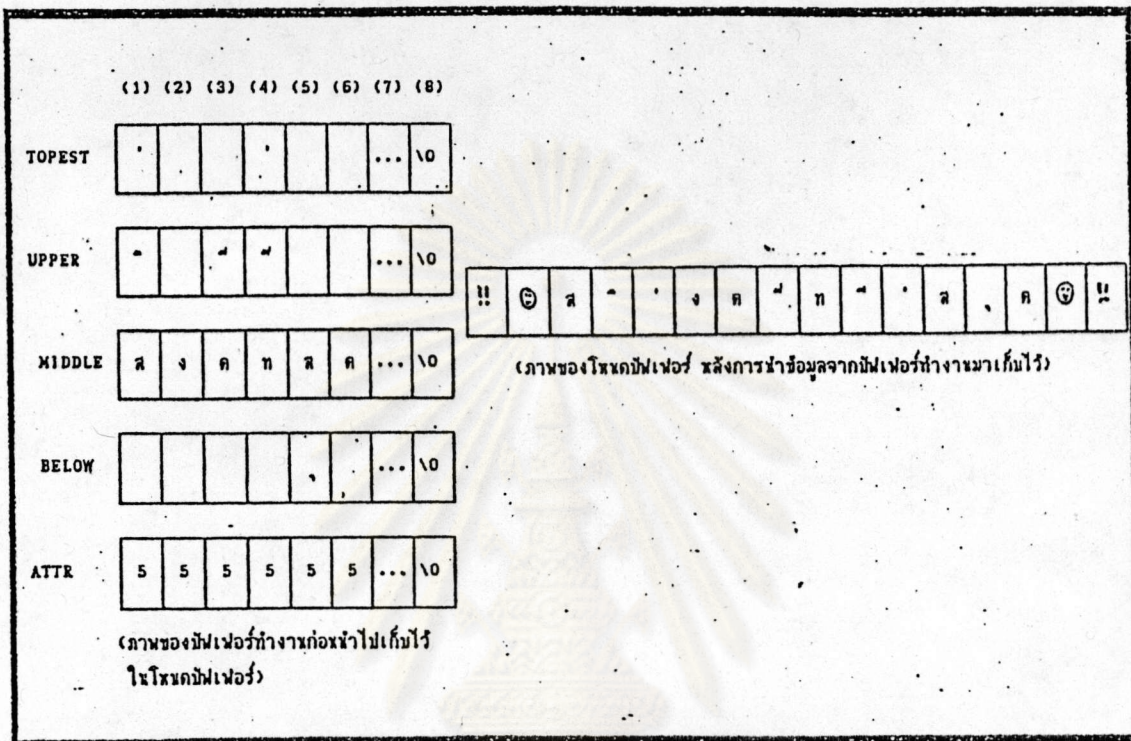 (1) (2) (3) (4) (5) (6) (7) (8)
TOPEST ่ ่ ... \0
UPPER ิ ี ี ... \0
MIDDLE ส ง ค ท ส ด ... \0
BELOW ุ ... \0
ATTR 5 5 5 5 5 5 ... \0
(ภาพของบัฟเฟอร์ทำงานก่อนนำไปเก็บไว้
ในโหนดบัฟเฟอร์)
!! ☺ ส ิ ่ ง ค ี ท ี ่ ส ุ ด ☺ !!
(ภาพของโหนดบัฟเฟอร์ หลังการนำข้อมูลจากบัฟเฟอร์ทำงานมาเก็บไว้)